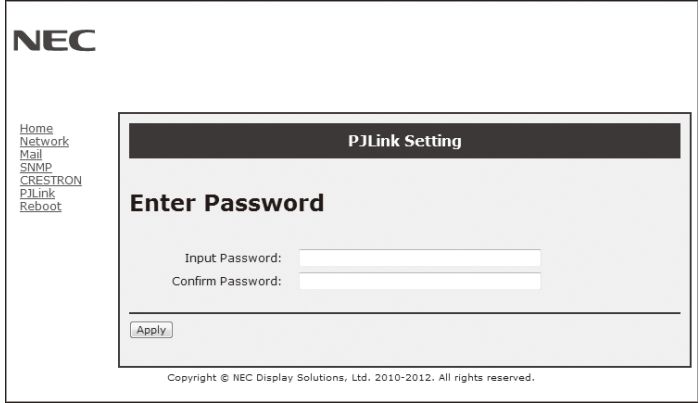 NEC
Home
Network
Mail
SNMP
CRESTRON
PJLink
Reboot
PJLink Setting
Enter Password
Input Password:
Confirm Password:
Apply
Copyright © NEC Display Solutions, Ltd. 2010-2012. All rights reserved.